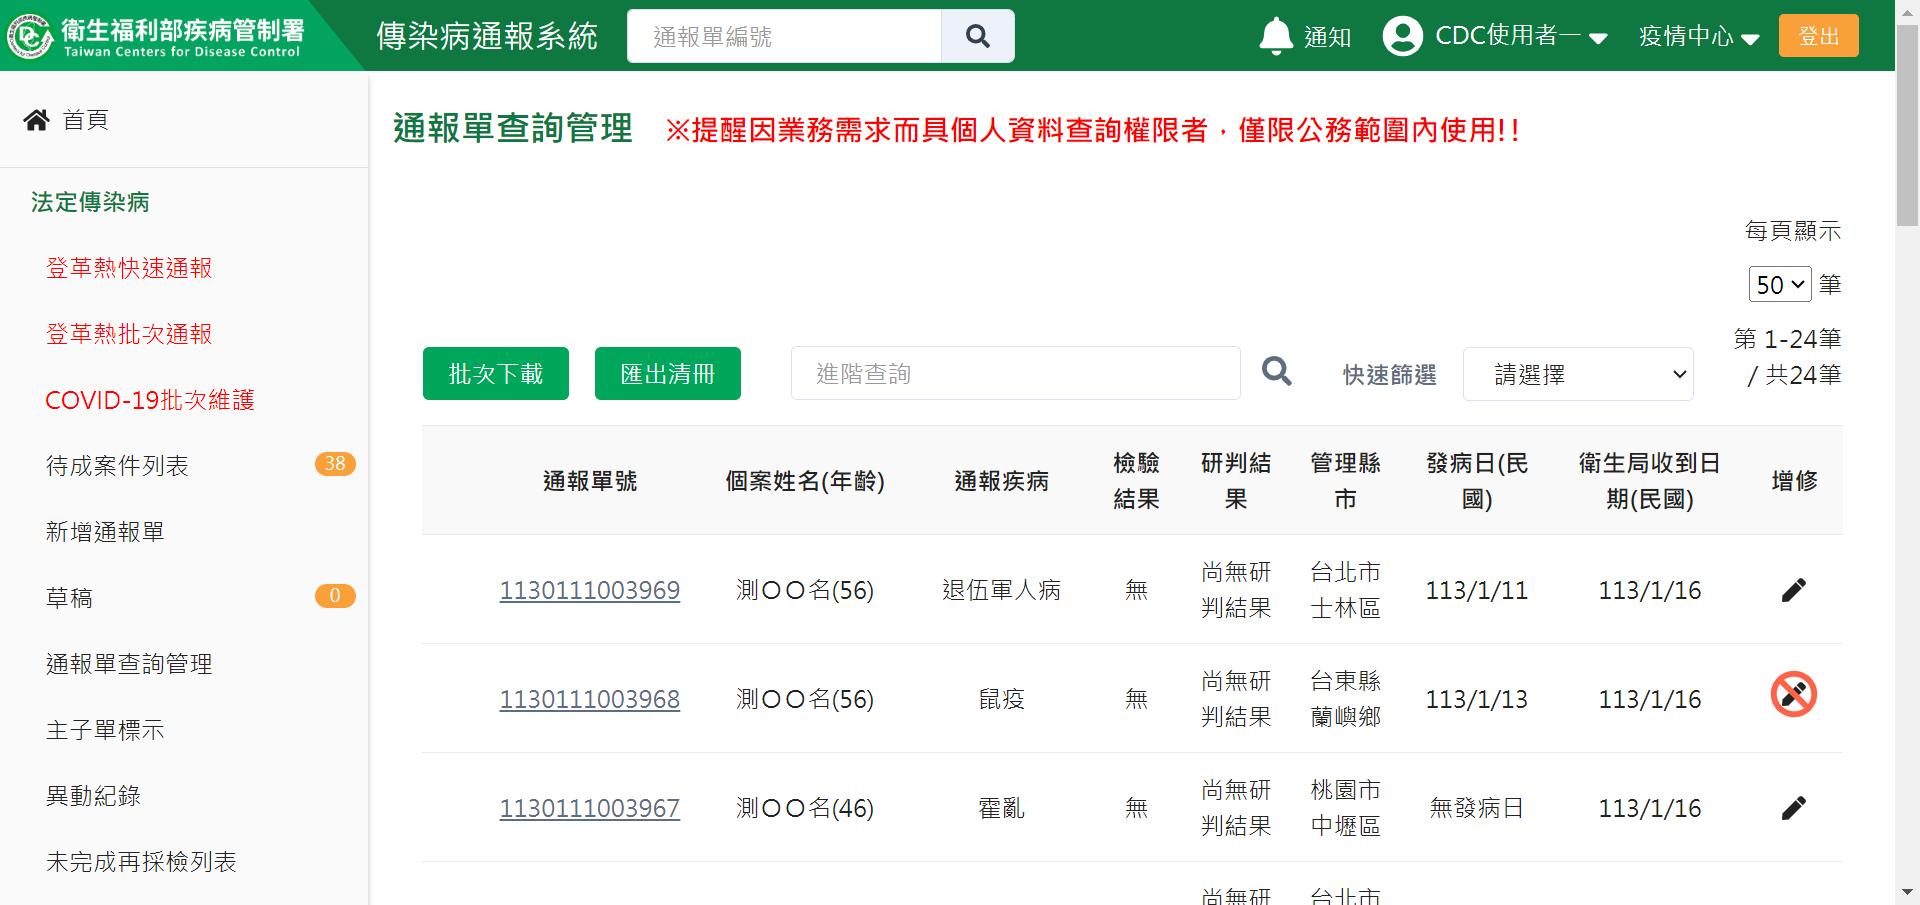 衛生福利部疾病管制署
Taiwan Centers for Disease Control
傳染病通報系統
通報單編號
通知
CDC使用者一
疫情中心
登出
首頁
法定傳染病
登革熱快速通報
登革熱批次通報
COVID-19批次維護
待成案件列表 38
新增通報單
草稿 0
通報單查詢管理
主子單標示
異動紀錄
未完成再採檢列表
通報單查詢管理 ※提醒因業務需求而具個人資料查詢權限者，僅限公務範圍內使用!!
每頁顯示
50 筆
第 1-24筆
/ 共24筆
批次下載 匯出清冊 進階查詢 快速篩選 請選擇
通報單號 個案姓名(年齡) 通報疾病 檢驗結果 研判結果 管理縣市 發病日(民國) 衛生局收到日期(民國) 增修
1130111003969 測〇〇名(56) 退伍軍人病 無 尚無研判結果 台北市士林區 113/1/11 113/1/16
1130111003968 測〇〇名(56) 鼠疫 無 尚無研判結果 台東縣蘭嶼鄉 113/1/13 113/1/16
1130111003967 測〇〇名(46) 霍亂 無 尚無研判結果 桃園市中壢區 無發病日 113/1/16
尚無研 台北市